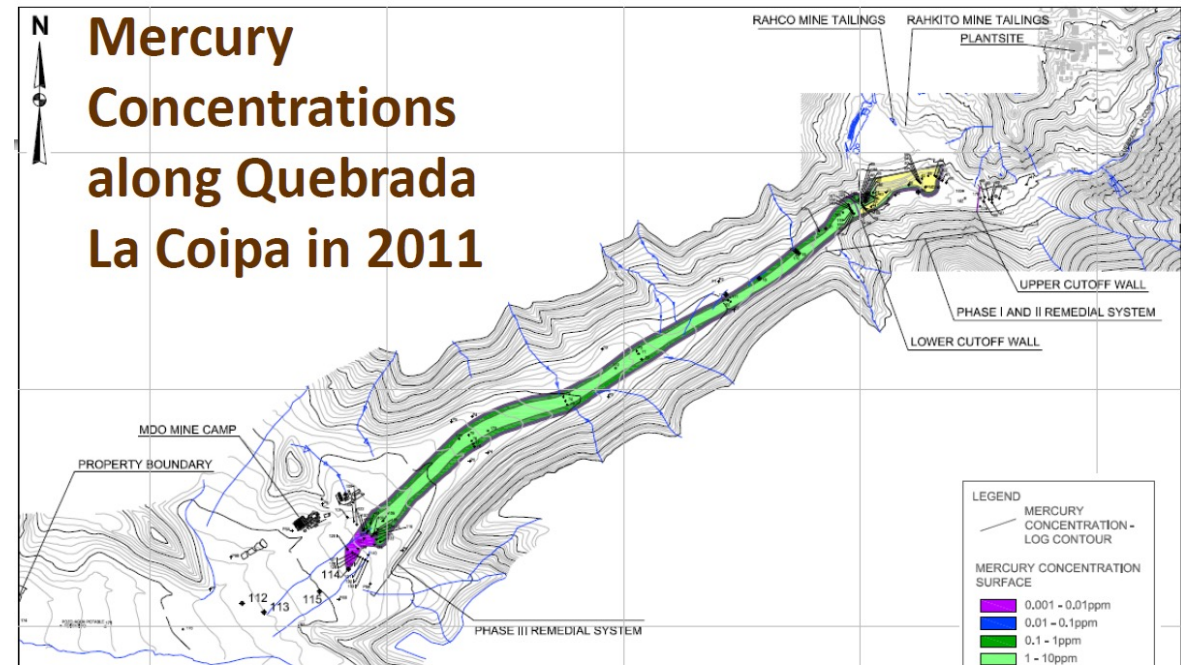 N
Mercury
Concentrations
along Quebrada
La Coipa in 2011
RAHCO MINE TAILINGS
RAHKITO MINE TAILINGS
PLANTSITE
UPPER CUTOFF WALL
PHASE I AND II REMEDIAL SYSTEM
LOWER CUTOFF WALL
MDO MINE CAMP
PROPERTY BOUNDARY
114
112
113
115
PHASE III REMEDIAL SYSTEM
LEGEND
MERCURY
CONCENTRATION -
LOG CONTOUR
MERCURY CONCENTRATION
SURFACE
0.001 - 0.01ppm
0.01 - 0.1ppm
0.1 - 1ppm
1 - 10ppm